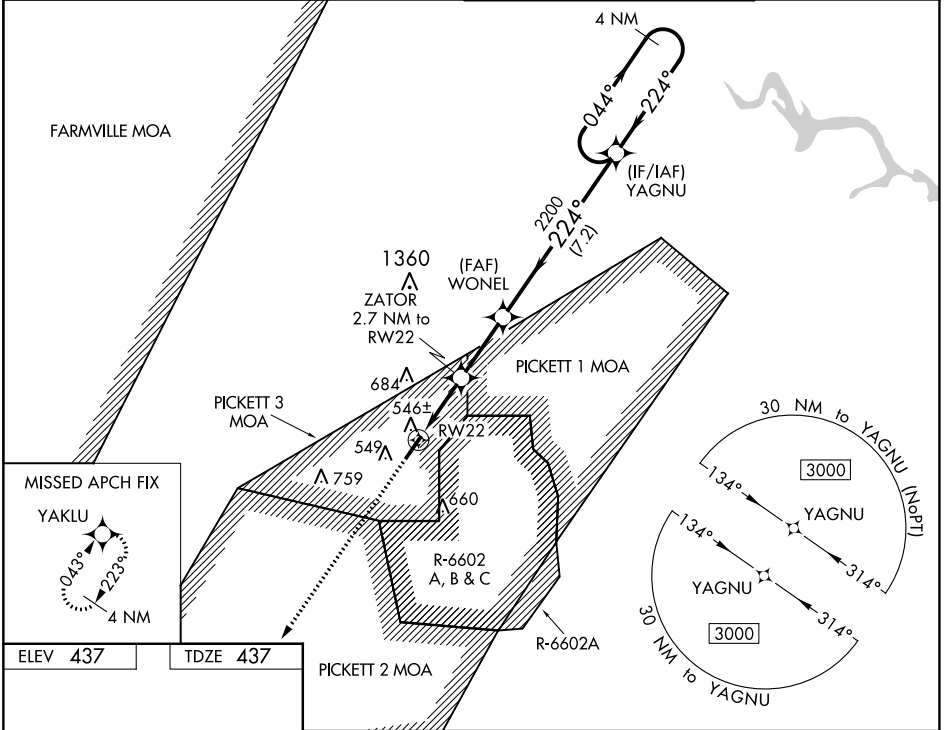 4 NM
044°
224°
FARMVILLE MOA
(IF/IAF)
YAGNU
2200
224°
(7.2)
1360
(FAF)
WONEL
ZATOR
2.7 NM to
RW22
PICKETT 1 MOA
684
PICKETT 3
MOA
546±
RW22
549
759
660
R-6602
A, B & C
R-6602A
PICKETT 2 MOA
30 NM to YAGNU (NoPT)
3000
134°
YAGNU
314°
134°
YAGNU
314°
3000
30 NM to YAGNU
MISSED APCH FIX
YAKLU
043°
223°
4 NM
ELEV 437
TDZE 437